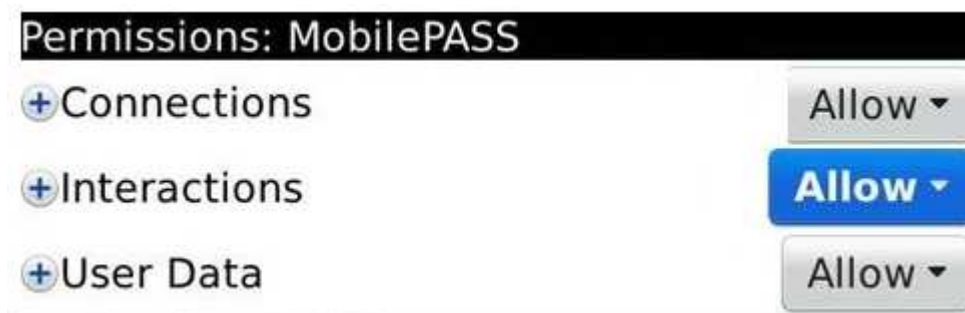 Permissions: MobilePASS
Connections Allow
Interactions Allow
User Data Allow